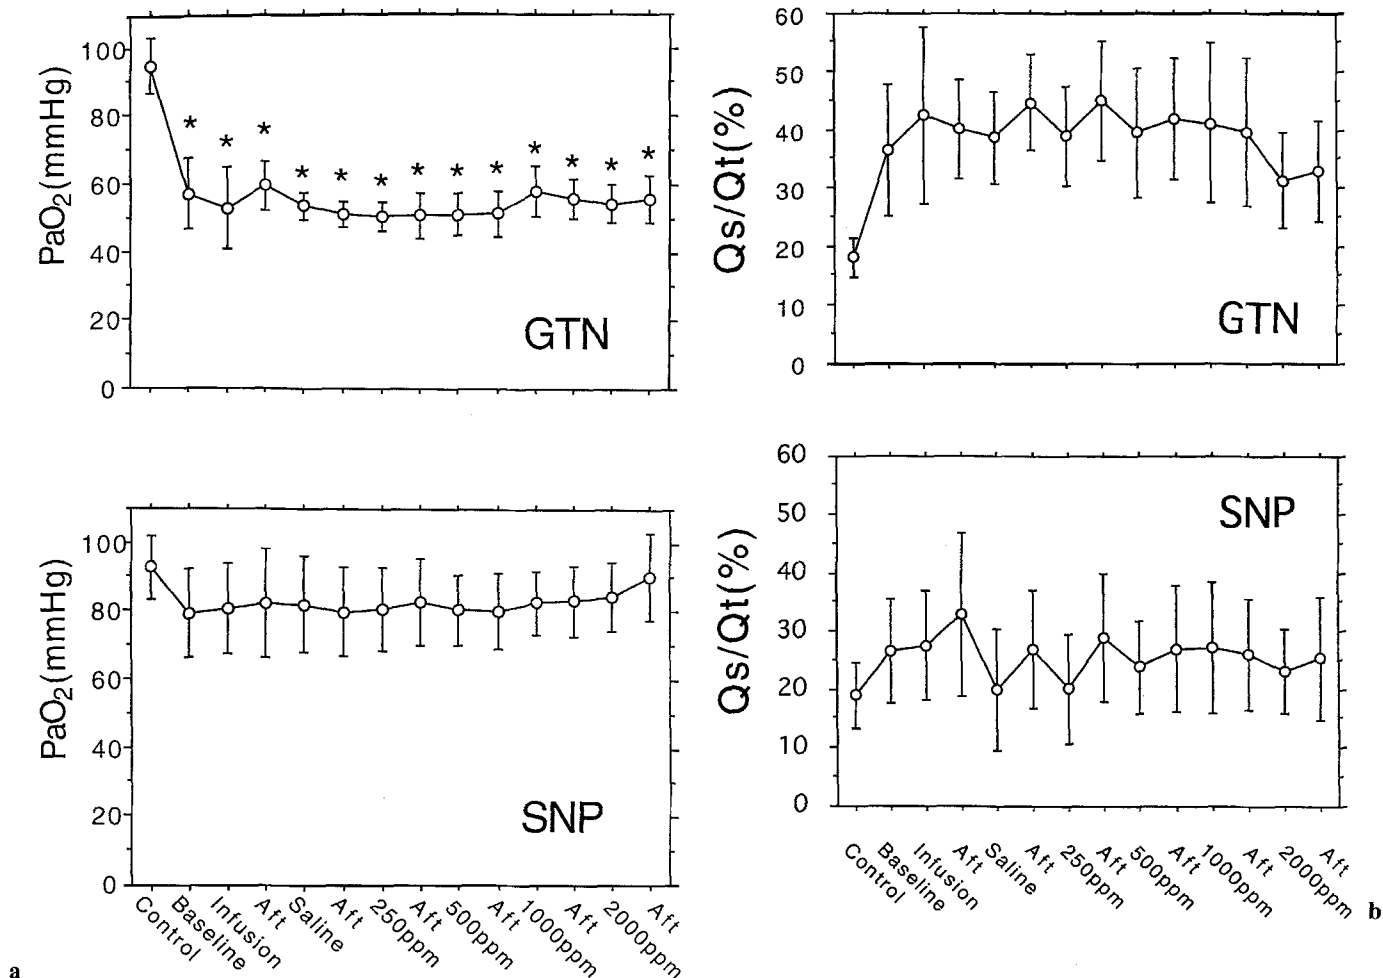 PaO2(mmHg)
100
80
60
40
20
0
* * * * * * * * * * * * *
GTN
Qs/Qt(%)
60
50
40
30
20
10
0
GTN
PaO2(mmHg)
100
80
60
40
20
0
SNP
Control
Baseline
Infusion
Aft
Saline
Aft
250ppm
Aft
500ppm
Aft
1000ppm
Aft
2000ppm
Aft
a
Qs/Qt(%)
60
50
40
30
20
10
0
SNP
Control
Baseline
Infusion
Aft
Saline
Aft
250ppm
Aft
500ppm
Aft
1000ppm
Aft
2000ppm
Aft
b